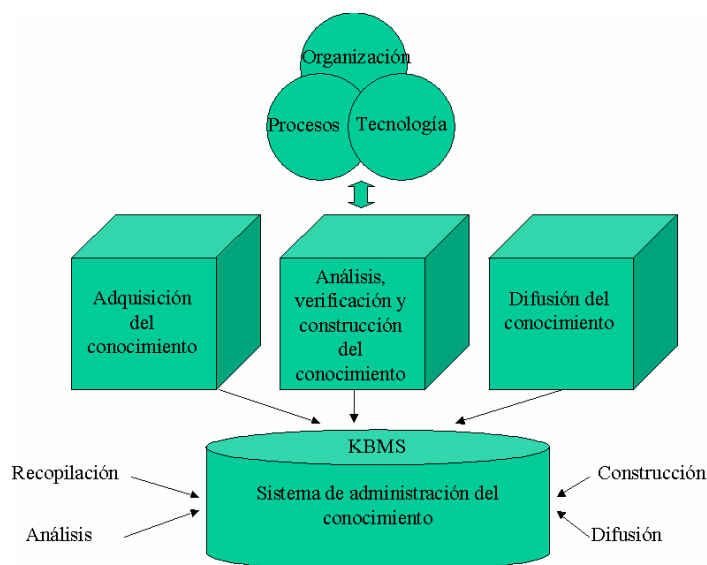 Organización
Procesos
Tecnología
Adquisición
del
conocimiento
Análisis,
verificación y
construcción
del
conocimiento
Difusión del
conocimiento
KBMS
Sistema de administración del
conocimiento
Recopilación
Análisis
Construcción
Difusión